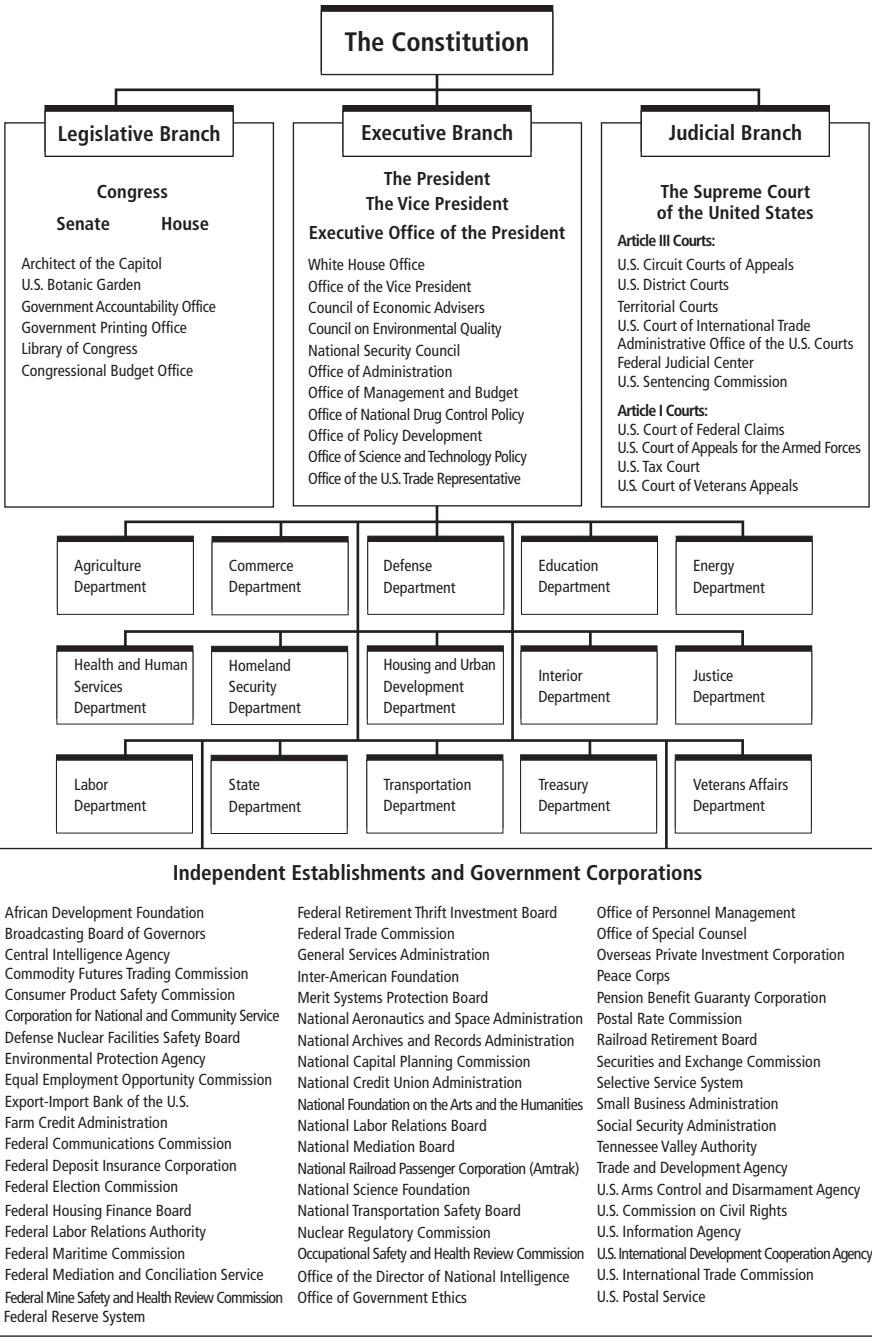 The Constitution
Legislative Branch
Congress
Senate House
Architect of the Capitol
U.S. Botanic Garden
Government Accountability Office
Government Printing Office
Library of Congress
Congressional Budget Office
Executive Branch
The President
The Vice President
Executive Office of the President
White House Office
Office of the Vice President
Council of Economic Advisers
Council on Environmental Quality
National Security Council
Office of Administration
Office of Management and Budget
Office of National Drug Control Policy
Office of Policy Development
Office of Science and Technology Policy
Office of the U.S. Trade Representative
Judicial Branch
The Supreme Court
of the United States
Article III Courts:
U.S. Circuit Courts of Appeals
U.S. District Courts
Territorial Courts
U.S. Court of International Trade
Administrative Office of the U.S. Courts
Federal Judicial Center
U.S. Sentencing Commission
Article I Courts:
U.S. Court of Federal Claims
U.S. Court of Appeals for the Armed Forces
U.S. Tax Court
U.S. Court of Veterans Appeals
Agriculture
Department
Commerce
Department
Defense
Department
Education
Department
Energy
Department
Health and Human
Services
Department
Homeland
Security
Department
Housing and Urban
Development
Department
Interior
Department
Justice
Department
Labor
Department
State
Department
Transportation
Department
Treasury
Department
Veterans Affairs
Department
Independent Establishments and Government Corporations
African Development Foundation
Broadcasting Board of Governors
Central Intelligence Agency
Commodity Futures Trading Commission
Consumer Product Safety Commission
Corporation for National and Community Service
Defense Nuclear Facilities Safety Board
Environmental Protection Agency
Equal Employment Opportunity Commission
Export-Import Bank of the U.S.
Farm Credit Administration
Federal Communications Commission
Federal Deposit Insurance Corporation
Federal Election Commission
Federal Housing Finance Board
Federal Labor Relations Authority
Federal Maritime Commission
Federal Mediation and Conciliation Service
Federal Mine Safety and Health Review Commission
Federal Reserve System
Federal Retirement Thrift Investment Board
Federal Trade Commission
General Services Administration
Inter-American Foundation
Merit Systems Protection Board
National Aeronautics and Space Administration
National Archives and Records Administration
National Capital Planning Commission
National Credit Union Administration
National Foundation on the Arts and the Humanities
National Labor Relations Board
National Mediation Board
National Railroad Passenger Corporation (Amtrak)
National Science Foundation
National Transportation Safety Board
Nuclear Regulatory Commission
Occupational Safety and Health Review Commission
Office of the Director of National Intelligence
Office of Government Ethics
Office of Personnel Management
Office of Special Counsel
Overseas Private Investment Corporation
Peace Corps
Pension Benefit Guaranty Corporation
Postal Rate Commission
Railroad Retirement Board
Securities and Exchange Commission
Selective Service System
Small Business Administration
Social Security Administration
Tennessee Valley Authority
Trade and Development Agency
U.S. Arms Control and Disarmament Agency
U.S. Commission on Civil Rights
U.S. Information Agency
U.S. International Development Cooperation Agency
U.S. International Trade Commission
U.S. Postal Service